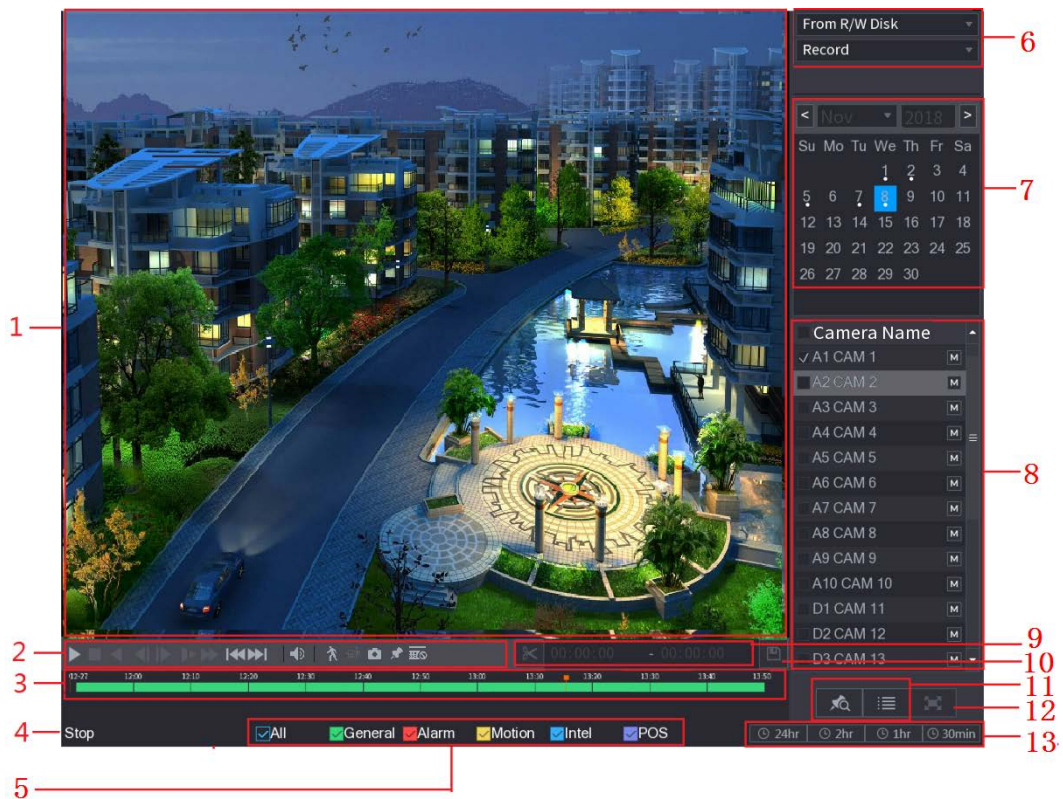 From R/W Disk
6
Record
< Nov 2018 >
Su Mo Tu We Th Fr Sa
1 2 3 4
5 6 7 8 9 10 11
7
12 13 14 15 16 17 18
19 20 21 22 23 24 25
26 27 28 29 30
1
Camera Name
A1 CAM 1 M
A2 CAM 2 M
A3 CAM 3 M
A4 CAM 4 M
A5 CAM 5 M
8
A6 CAM 6 M
A7 CAM 7 M
A8 CAM 8 M
A9 CAM 9 M
A10 CAM 10 M
D1 CAM 11 M
D2 CAM 12 M
D3 CAM 13 M
2
00:00:00 - 00:00:00
9
10
3
12:00 12:10 12:20 12:30 12:40 12:50 13:00 13:10 13:20 13:30 13:40 13:50
11
12
4
Stop
All General Alarm Motion Intel POS
24hr 2hr 1hr 30min
13
5